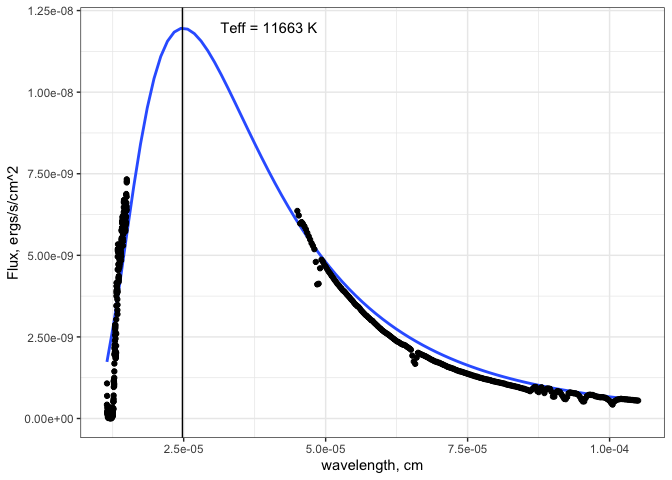 1.25e-08
Teff = 11663 K
1.00e-08
7.50e-09
5.00e-09
2.50e-09
0.00e+00
Flux, ergs/s/cm^2
2.5e-05 5.0e-05 7.5e-05 1.0e-04
wavelength, cm